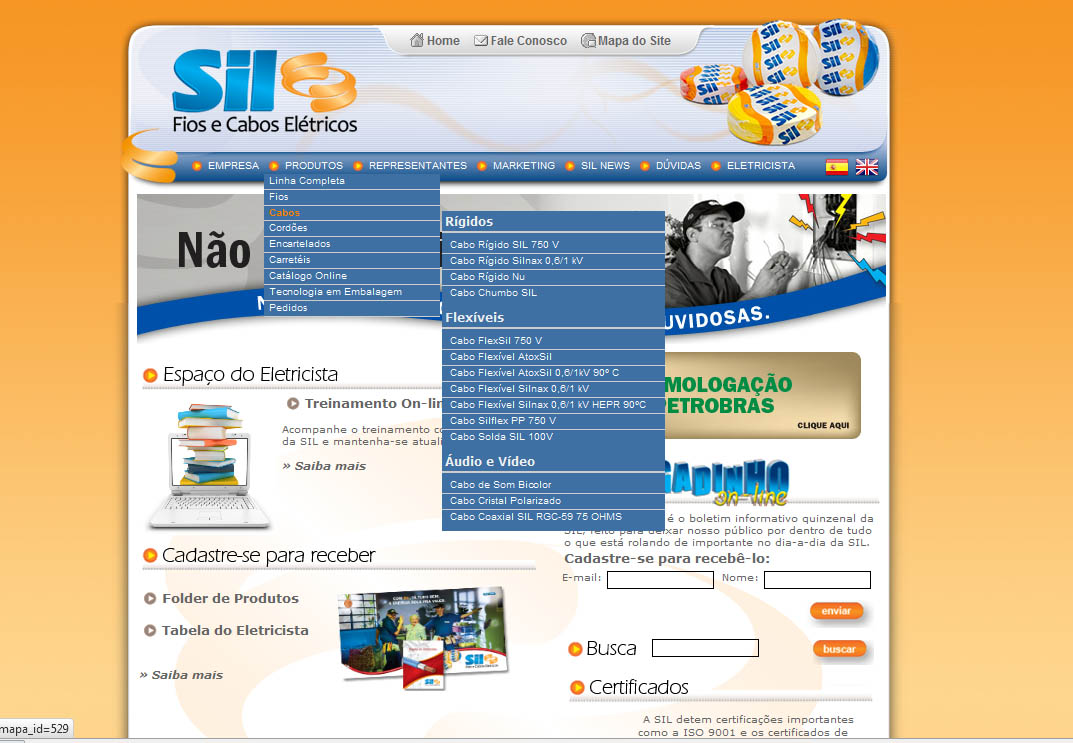 Home Fale Conosco Mapa do Site
Sil
Fios e Cabos Elétricos
Sil
Sil
Sil
Sil
EMPRESA PRODUTOS REPRESENTANTES MARKETING SIL NEWS DÚVIDAS ELETRICISTA
Linha Completa
Fios
Cabos
Cordões
Encartelados
Carretéis
Catálogo Online
Tecnologia em Embalagem
Pedidos
Rígidos
Cabo Rígido SIL 750 V
Cabo Rígido Silnax 0,6/1 kV
Cabo Rígido Nu
Cabo Chumbo SIL
Flexíveis
Cabo FlexSil 750 V
Cabo Flexível AtoxSil
Cabo Flexível AtoxSil 0,6/1kV 90º C
Cabo Flexível Silnax 0,6/1 kV
Cabo Flexível Silnax 0,6/1 kV HEPR 90ºC
Cabo Silflex PP 750 V
Cabo Solda SIL 100V
Áudio e Vídeo
Cabo de Som Bicolor
Cabo Cristal Polarizado
Cabo Coaxial SIL RGC-59 75 OHMS
Não
UVIDOSAS.
Espaço do Eletricista
Treinamento On-lin
Acompanhe o treinamento co
da SIL e mantenha-se atuali
» Saiba mais
MOLOGAÇÃO
ETROBRAS
CLIQUE AQUI
GADINHO
on-line
é o boletim informativo quinzenal da
SIL, feito para deixar nosso público por dentro de tudo
o que está rolando de importante no dia-a-dia da SIL.
Cadastre-se para recebê-lo:
E-mail: Nome:
enviar
Cadastre-se para receber
Folder de Produtos
Tabela do Eletricista
» Saiba mais
Sil
Busca buscar
Certificados
A SIL detem certificações importantes
como a ISO 9001 e os certificados de
mapa_id=529